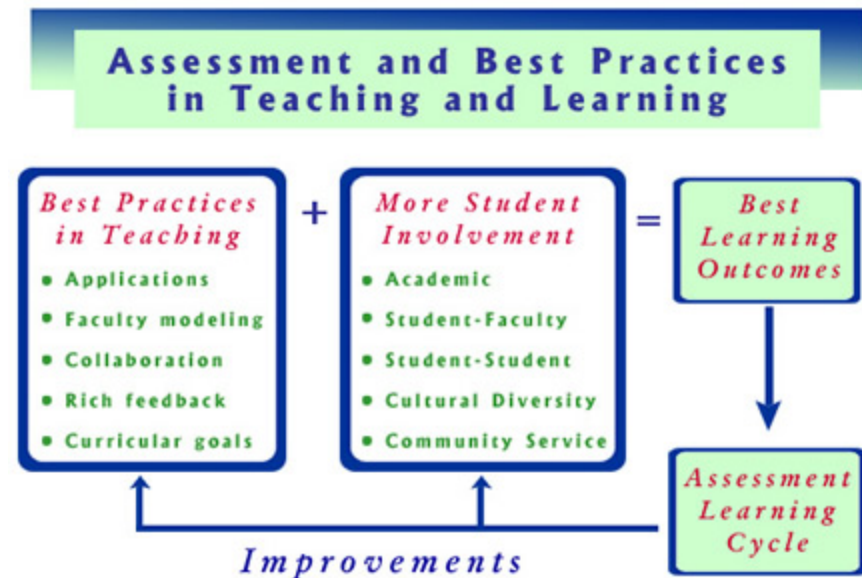 Assessment and Best Practices
in Teaching and Learning
Best Practices
in Teaching
• Applications
• Faculty modeling
• Collaboration
• Rich feedback
• Curricular goals
+
More Student
Involvement
• Academic
• Student-Faculty
• Student-Student
• Cultural Diversity
• Community Service
=
Best
Learning
Outcomes
Assessment
Learning
Cycle
Improvements